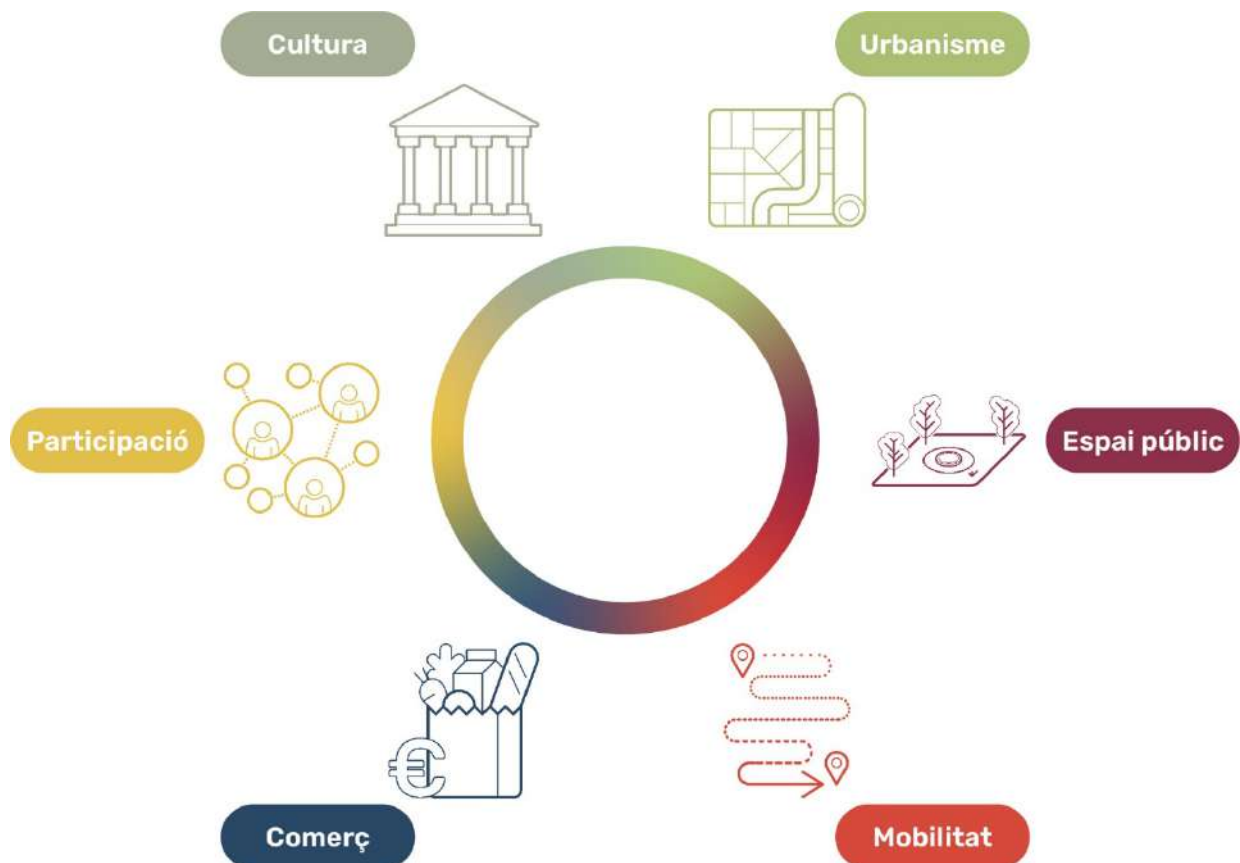 Cultura
Urbanisme
Participació
Espai públic
Comerç
Mobilitat